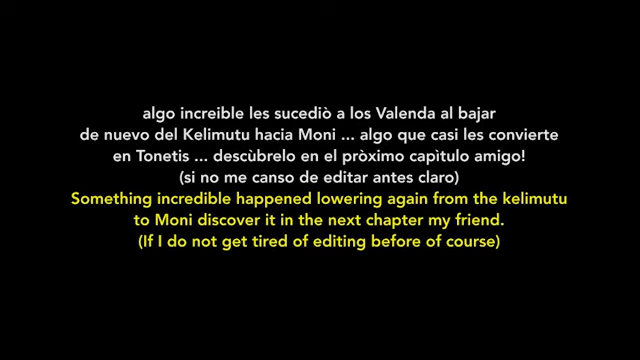 algo increible les sucediò a los Valenda al bajar
de nuevo del Kelimutu hacia Moni ... algo que casi les convierte
en Tonetis ... descùbrelo en el pròximo capìtulo amigo!
(si no me canso de editar antes claro)
Something incredible happened lowering again from the kelimutu
to Moni discover it in the next chapter my friend.
(If I do not get tired of editing before of course)